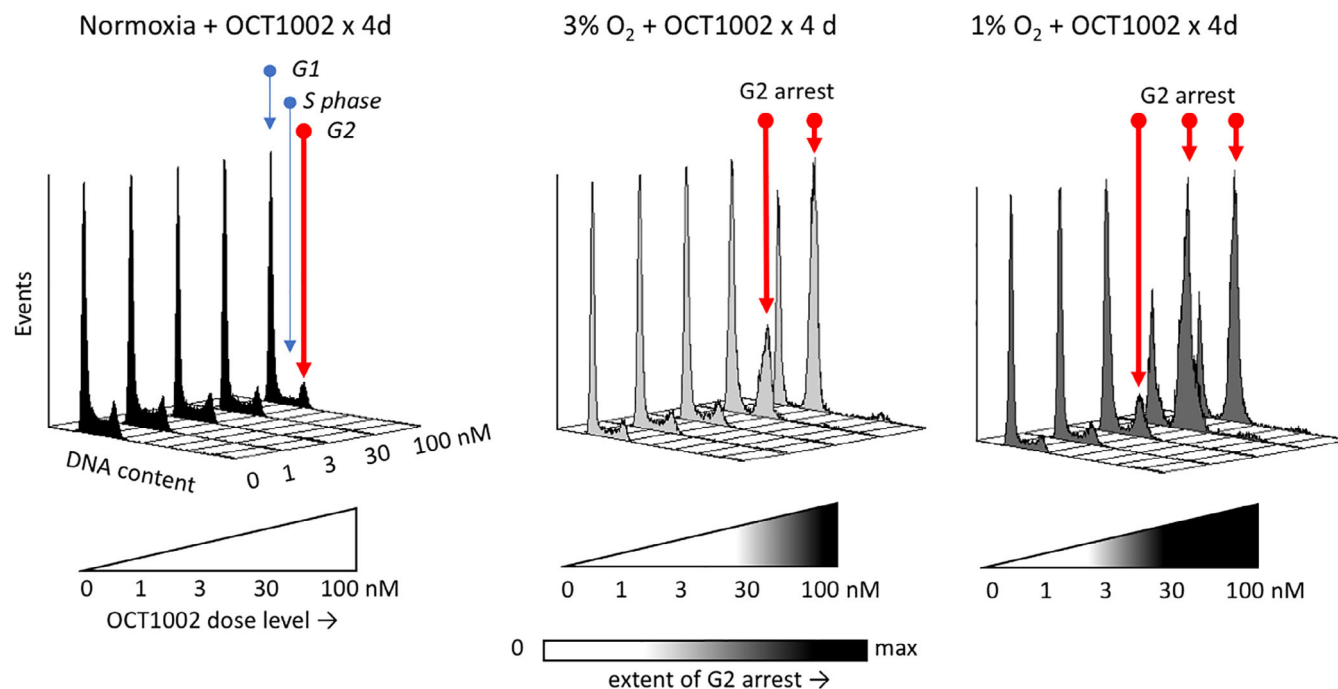 Normoxia + OCT1002 x 4d
G1
S phase
G2
Events
DNA content
0 1 3 30 100 nM
0 1 3 30 100 nM
OCT1002 dose level →
3% O₂ + OCT1002 x 4 d
G2 arrest
0 1 3 30 100 nM
1% O₂ + OCT1002 x 4d
G2 arrest
0 1 3 30 100 nM
0 max
extent of G2 arrest →